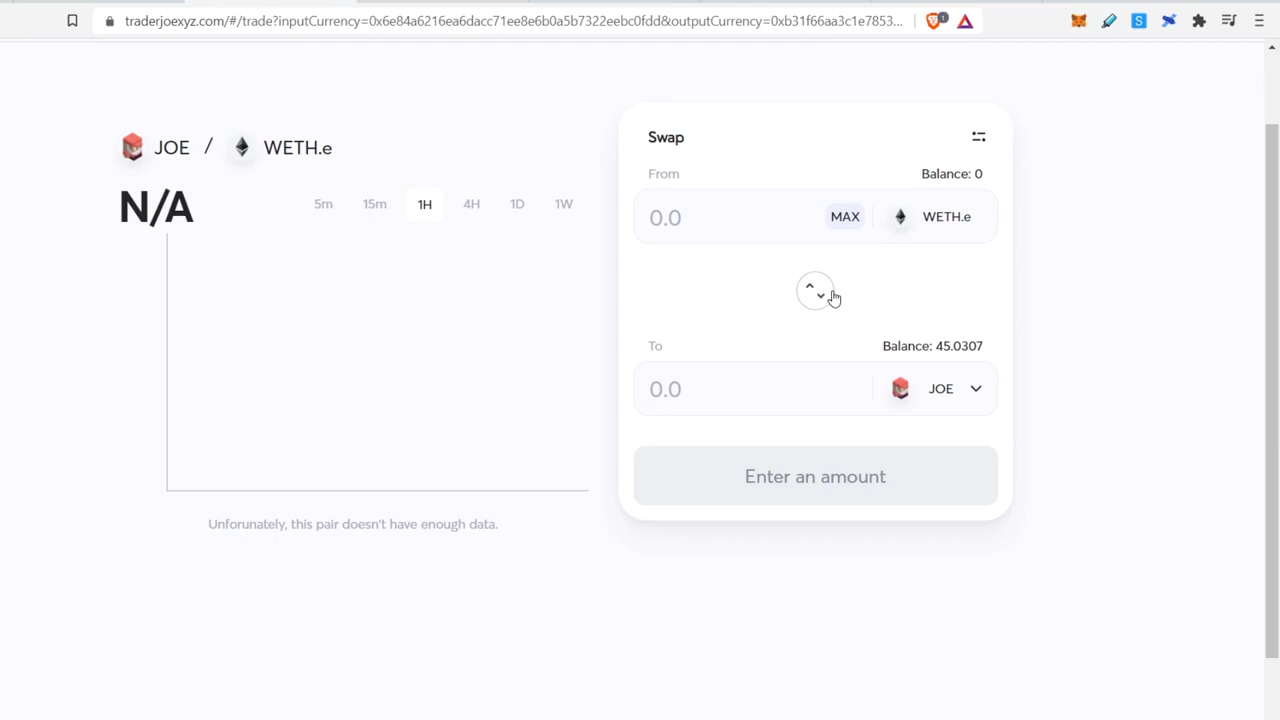 traderjoexyz.com/#/trade?inputCurrency=0x6e84a6216ea6dacc71ee8e6b0a5b7322eebc0fdd&outputCurrency=0xb31f66aa3c1e7853...
1
S
JOE / WETH.e
N/A
5m 15m 1H 4H 1D 1W
Unforunately, this pair doesn't have enough data.
Swap
From Balance: 0
0.0 MAX WETH.e
To Balance: 45.0307
0.0 JOE
Enter an amount